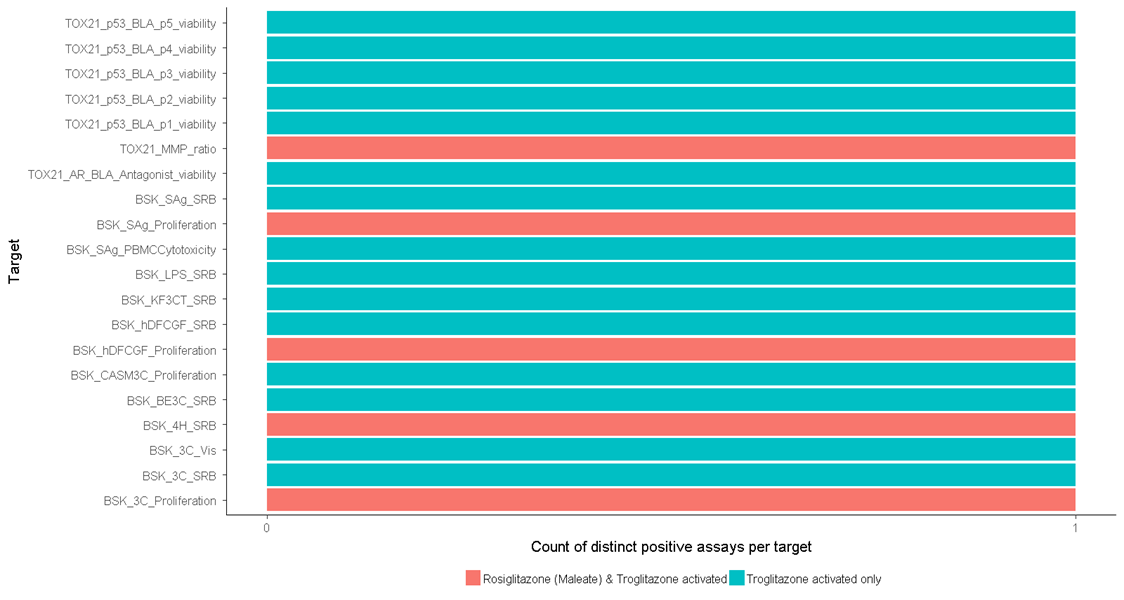 TOX21_p53_BLA_p5_viability
TOX21_p53_BLA_p4_viability
TOX21_p53_BLA_p3_viability
TOX21_p53_BLA_p2_viability
TOX21_p53_BLA_p1_viability
TOX21_MMP_ratio
TOX21_AR_BLA_Antagonist_viability
BSK_SAg_SRB
BSK_SAg_Proliferation
BSK_SAg_PBMCCytotoxicity
BSK_LPS_SRB
BSK_KF3CT_SRB
BSK_hDFCGF_SRB
BSK_hDFCGF_Proliferation
BSK_CASM3C_Proliferation
BSK_BE3C_SRB
BSK_4H_SRB
BSK_3C_Vis
BSK_3C_SRB
BSK_3C_Proliferation
Target
0 1
Count of distinct positive assays per target
Rosiglitazone (Maleate) & Troglitazone activated Troglitazone activated only